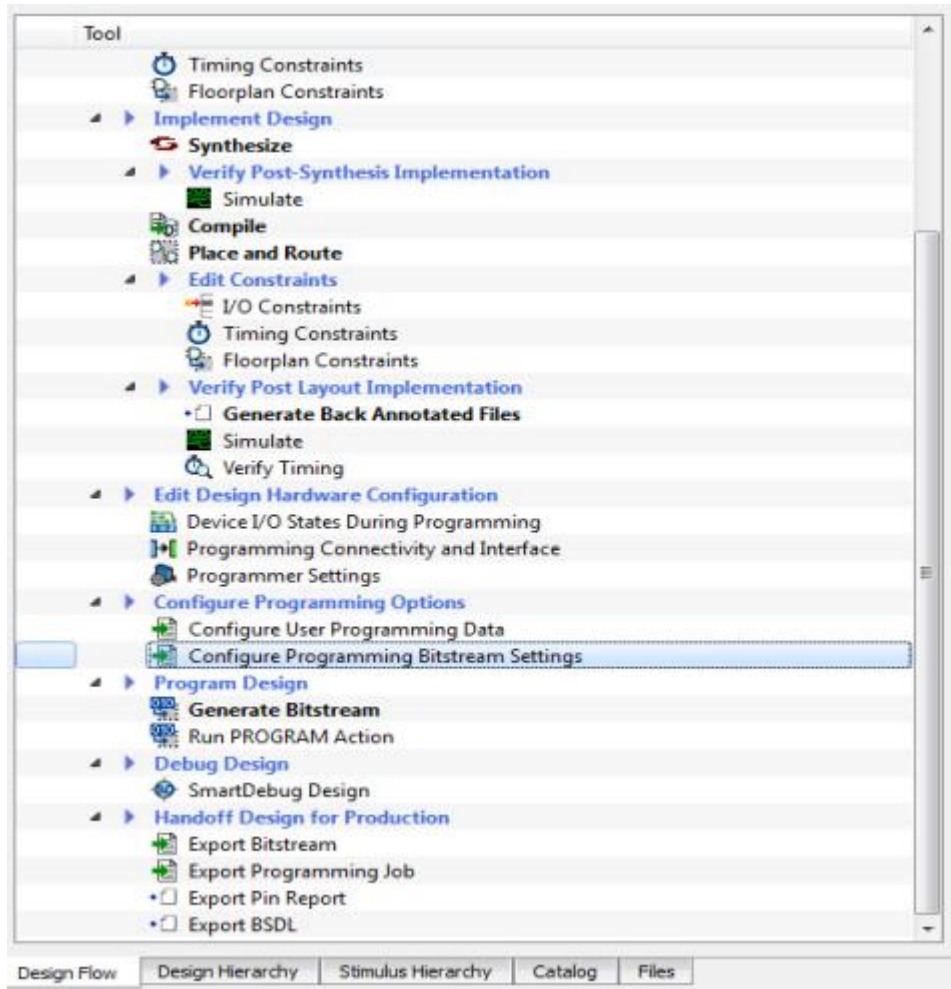 Tool
Timing Constraints
Floorplan Constraints
Implement Design
Synthesize
Verify Post-Synthesis Implementation
Simulate
Compile
Place and Route
Edit Constraints
I/O Constraints
Timing Constraints
Floorplan Constraints
Verify Post Layout Implementation
Generate Back Annotated Files
Simulate
Verify Timing
Edit Design Hardware Configuration
Device I/O States During Programming
Programming Connectivity and Interface
Programmer Settings
Configure Programming Options
Configure User Programming Data
Configure Programming Bitstream Settings
Program Design
Generate Bitstream
Run PROGRAM Action
Debug Design
SmartDebug Design
Handoff Design for Production
Export Bitstream
Export Programming Job
Export Pin Report
Export BSDL
Design Flow Design Hierarchy Stimulus Hierarchy Catalog Files